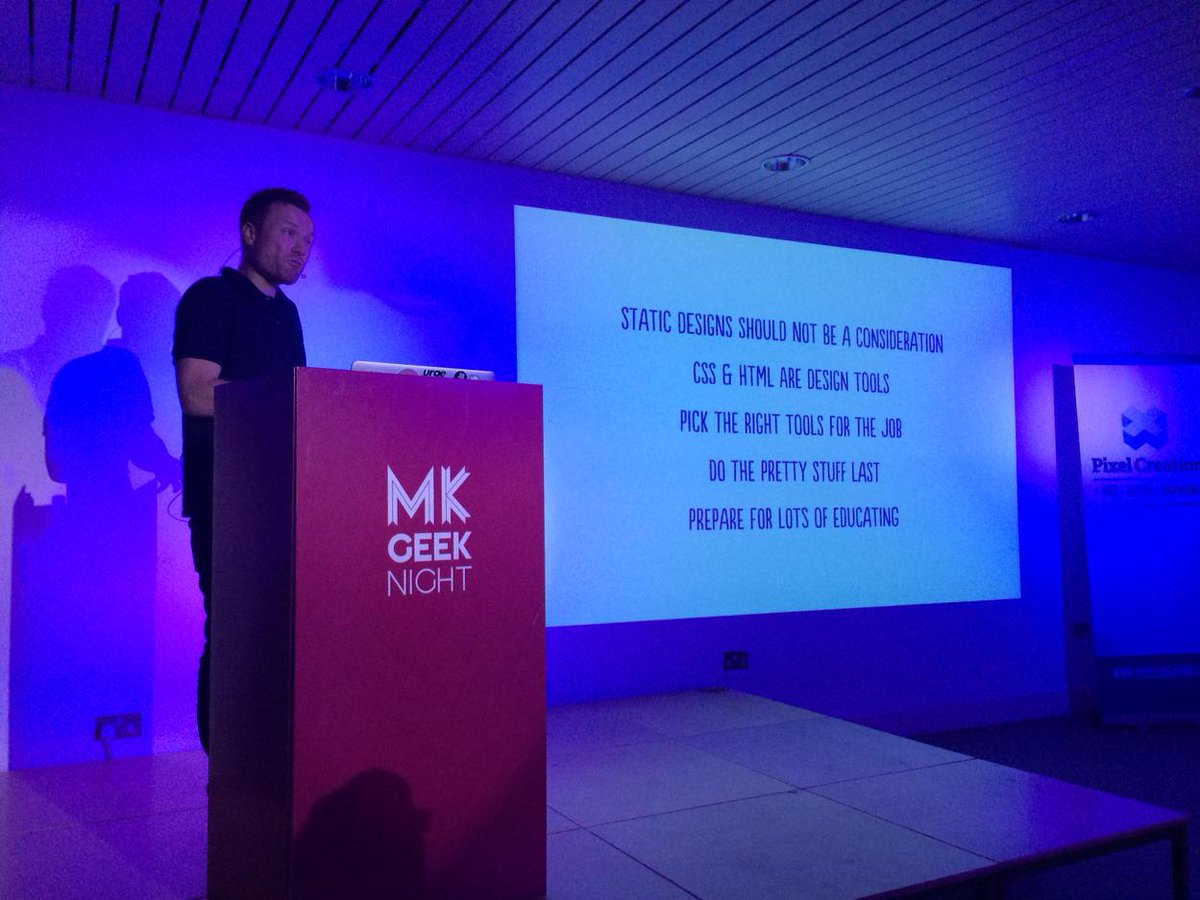 STATIC DESIGNS SHOULD NOT BE A CONSIDERATION
CSS & HTML ARE DESIGN TOOLS
PICK THE RIGHT TOOLS FOR THE JOB
DO THE PRETTY STUFF LAST
PREPARE FOR LOTS OF EDUCATING
urge
MK
GEEK
NIGHT
Pixel Creation